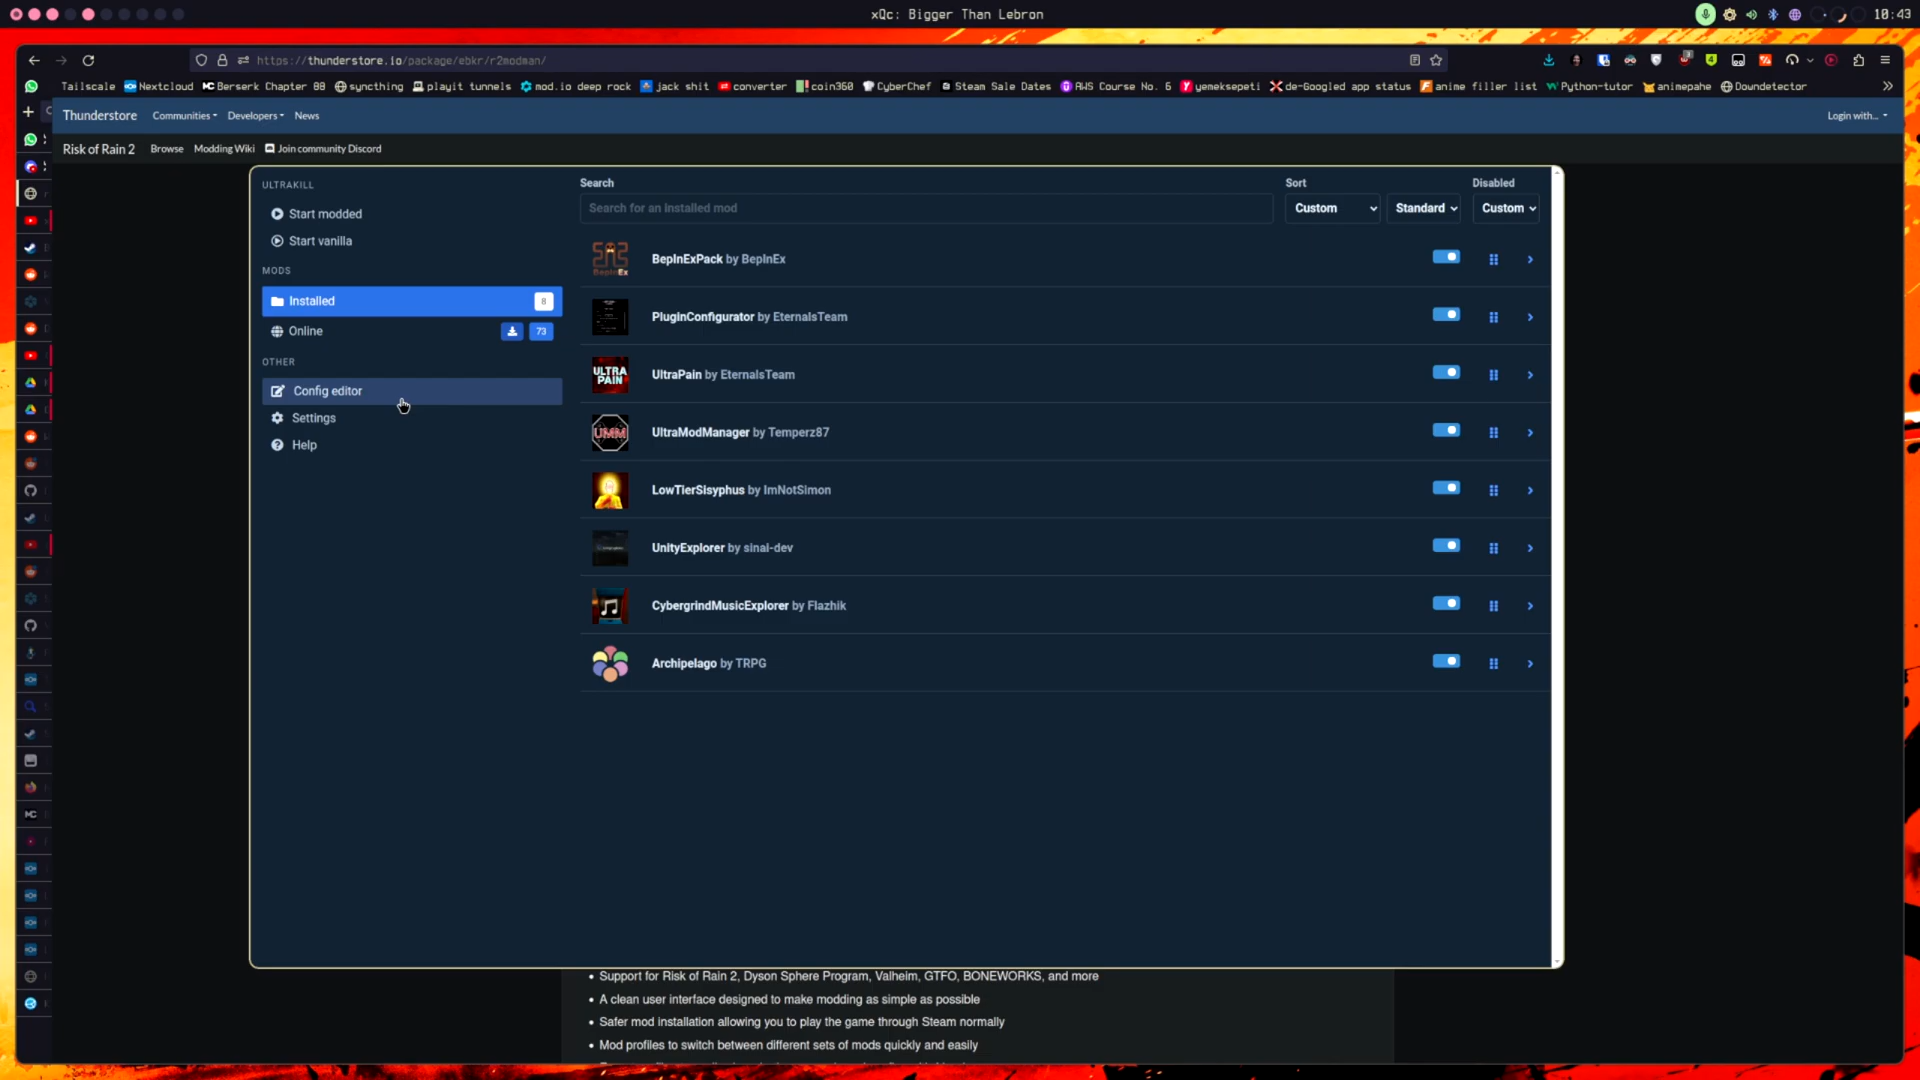 xQc: Bigger Than Lebron
10:43
https://thunderstore.io/package/ebkr/r2modman/
Tailscale Nextcloud Berserk Chapter 88 syncthing playit tunnels mod.io deep rock jack shit converter coin360 CyberChef Steam Sale Dates AWS Course No. 6 yemeksepeti de-Googled app status anime filler list Python-tutor animepahe Downdetector
Thunderstore Communities Developers News Login with...
Risk of Rain 2 Browse Modding Wiki Join community Discord
ULTRAKILL
Start modded
Start vanilla
MODS
Installed 8
Online 73
OTHER
Config editor
Settings
Help
Search Sort Disabled
Search for an installed mod Custom Standard Custom
BepInExPack by BepInEx
PluginConfigurator by EternalsTeam
ULTRA
PAIN
UltraPain by EternalsTeam
UMM
UltraModManager by Temperz87
LowTierSisyphus by ImNotSimon
UnityExplorer by sinai-dev
CybergrindMusicExplorer by Flazhik
Archipelago by TRPG
• Support for Risk of Rain 2, Dyson Sphere Program, Valheim, GTFO, BONEWORKS, and more
• A clean user interface designed to make modding as simple as possible
• Safer mod installation allowing you to play the game through Steam normally
• Mod profiles to switch between different sets of mods quickly and easily